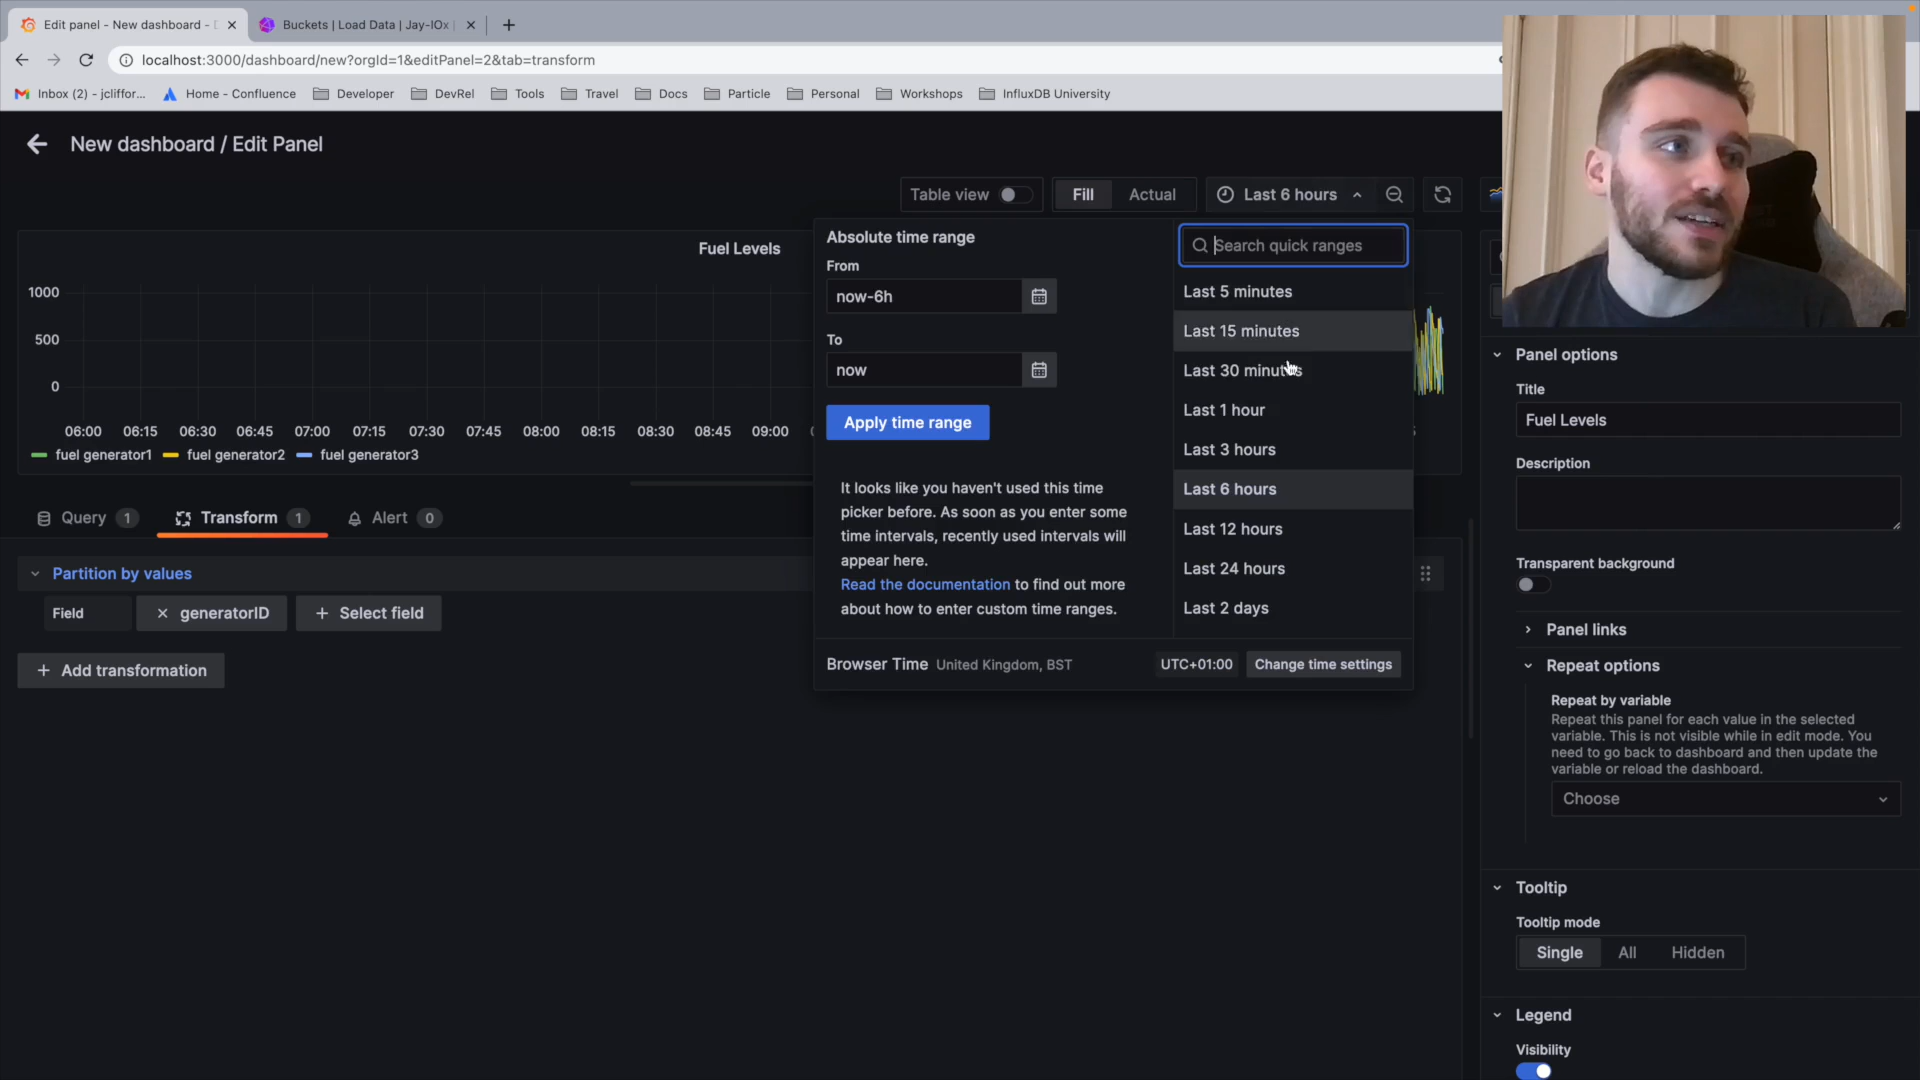 Edit panel - New dashboard -
Buckets | Load Data | Jay-IOx |
localhost:3000/dashboard/new?orgId=1&editPanel=2&tab=transform
Inbox (2) - jcliffor...
Home - Confluence
Developer
DevRel
Tools
Travel
Docs
Particle
Personal
Workshops
InfluxDB University
New dashboard / Edit Panel
Table view
Fill
Actual
Last 6 hours
Fuel Levels
1000
500
0
06:00 06:15 06:30 06:45 07:00 07:15 07:30 07:45 08:00 08:15 08:30 08:45 09:00
fuel generator1 fuel generator2 fuel generator3
Absolute time range
From
now-6h
To
now
Apply time range
It looks like you haven't used this time
picker before. As soon as you enter some
time intervals, recently used intervals will
appear here.
Read the documentation to find out more
about how to enter custom time ranges.
Search quick ranges
Last 5 minutes
Last 15 minutes
Last 30 minutes
Last 1 hour
Last 3 hours
Last 6 hours
Last 12 hours
Last 24 hours
Last 2 days
Browser Time United Kingdom, BST
UTC+01:00
Change time settings
Query 1
Transform 1
Alert 0
Partition by values
Field
generatorID
+ Select field
+ Add transformation
Panel options
Title
Fuel Levels
Description
Transparent background
Panel links
Repeat options
Repeat by variable
Repeat this panel for each value in the selected
variable. This is not visible while in edit mode. You
need to go back to dashboard and then update the
variable or reload the dashboard.
Choose
Tooltip
Tooltip mode
Single
All
Hidden
Legend
Visibility